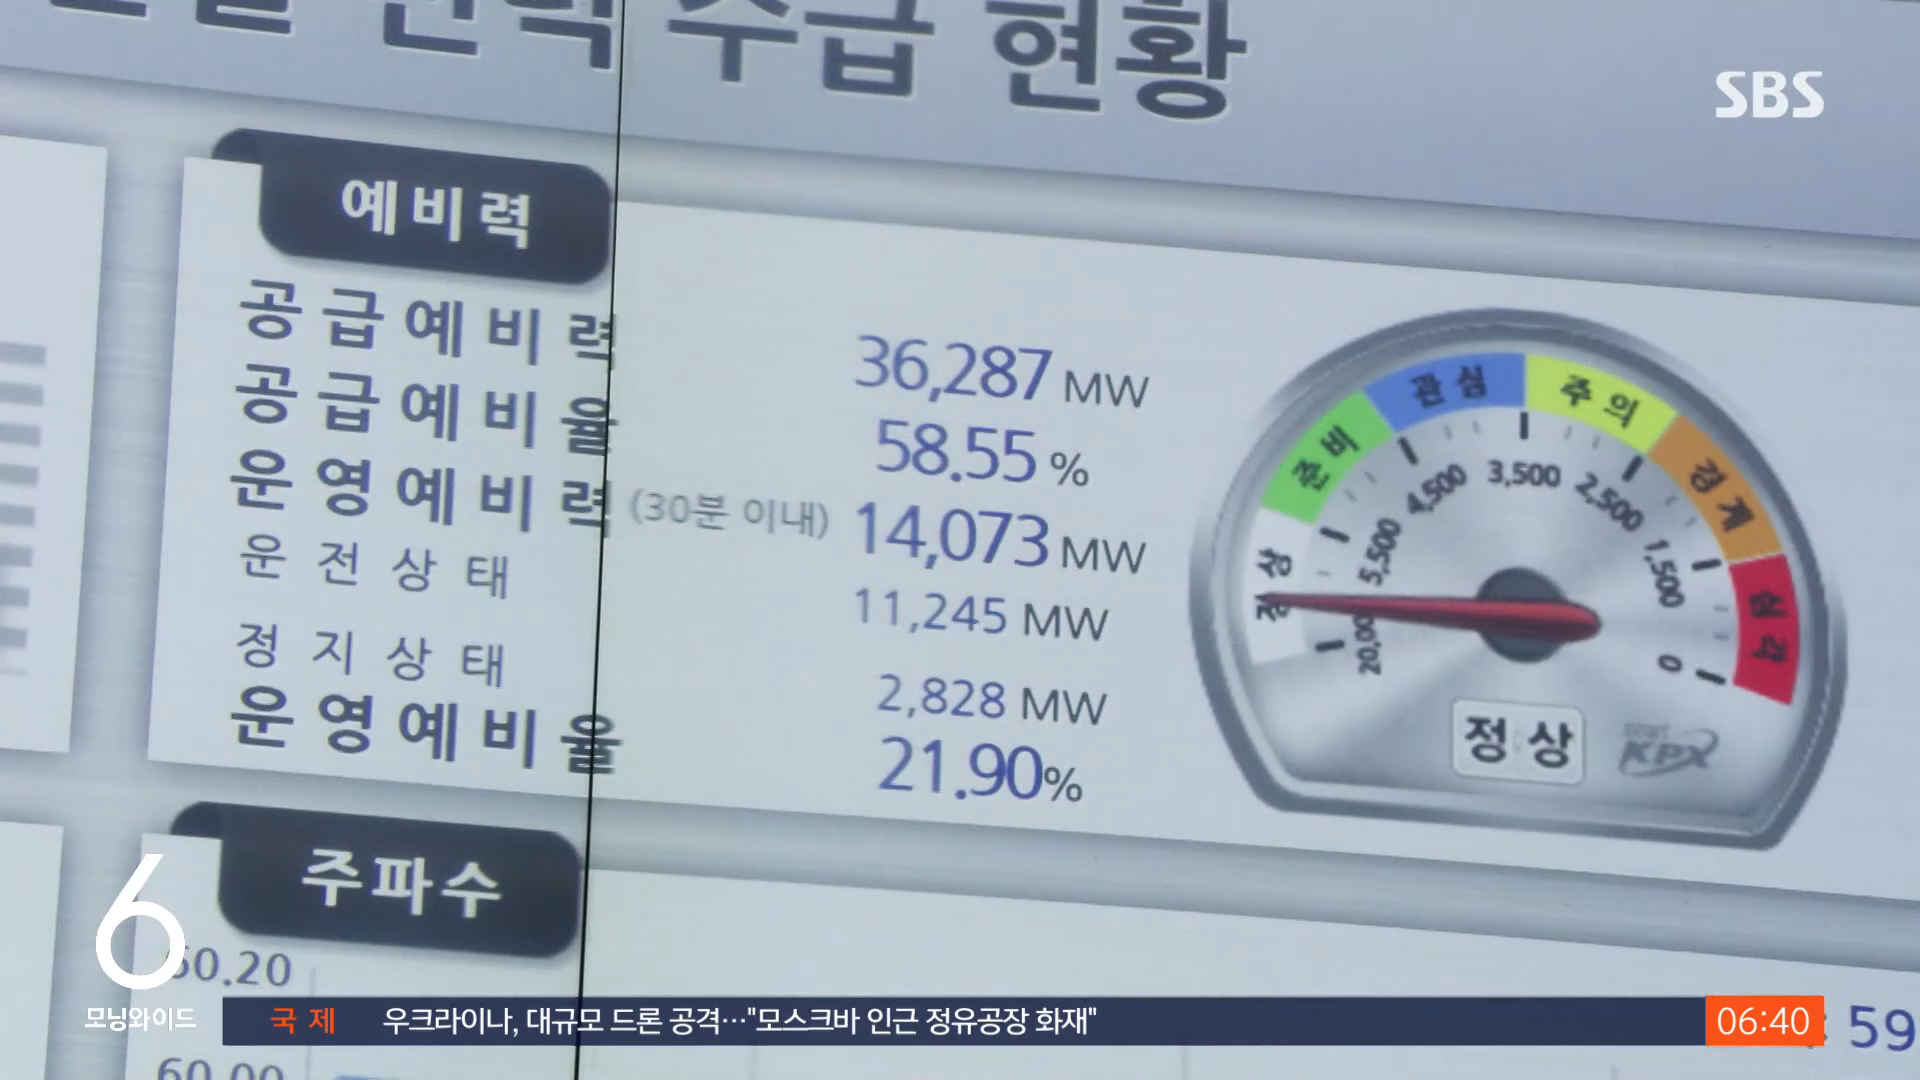 전력 수급 현황
SBS
예비력
공급예비력 36,287 MW
공급예비율 58.55 %
운영예비력 (30분 이내) 14,073 MW
운전상태 11,245 MW
정지상태 2,828 MW
운영예비율 21.90%
정상 준비 관심 주의 경계 심각
5,500 4,500 3,500 2,500 1,500 0
정상
KPX
주파수
60.20
60.00
6
모닝와이드
국제 우크라이나, 대규모 드론 공격…"모스크바 인근 정유공장 화재" 06:40
59